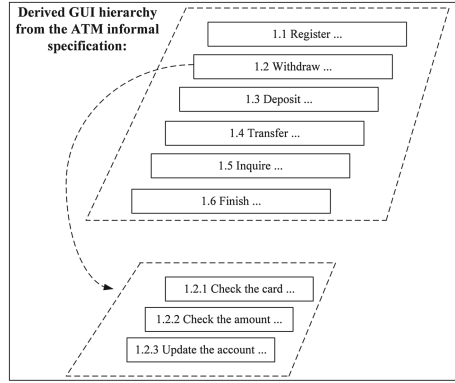 Derived GUI hierarchy
from the ATM informal
specification:
1.1 Register ...
1.2 Withdraw ...
1.3 Deposit ...
1.4 Transfer ...
1.5 Inquire ...
1.6 Finish ...
1.2.1 Check the card ...
1.2.2 Check the amount ...
1.2.3 Update the account ...